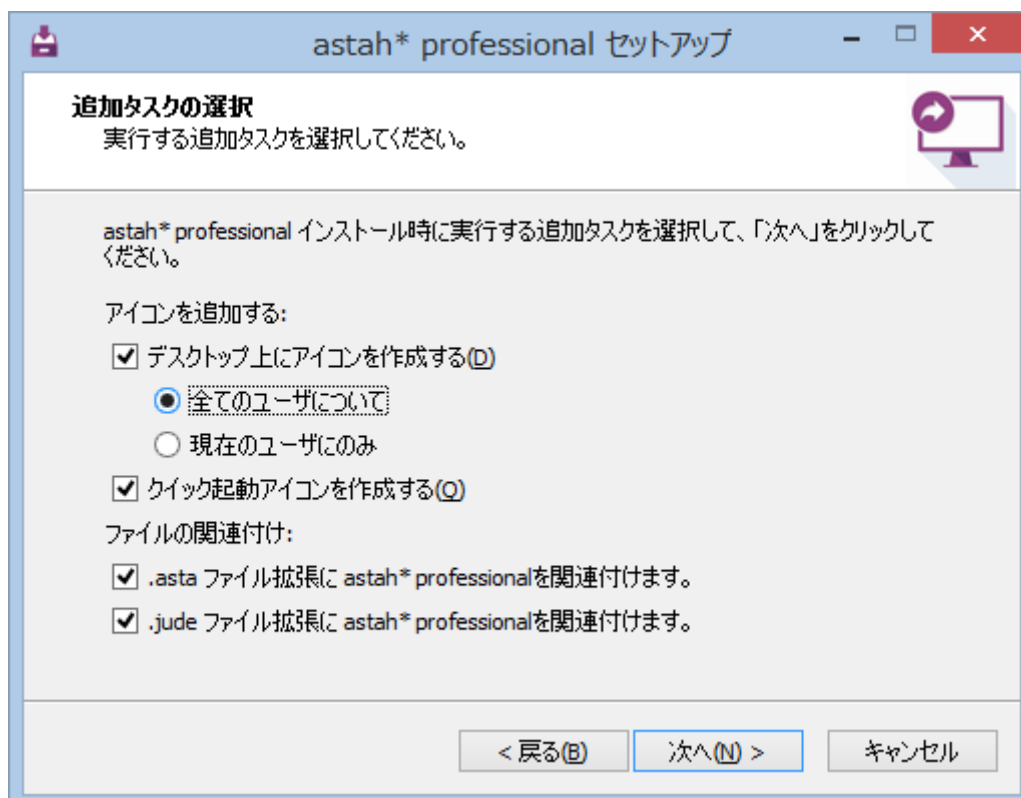 astah* professional セットアップ
追加タスクの選択
実行する追加タスクを選択してください。
astah* professional インストール時に実行する追加タスクを選択して、「次へ」をクリックして
ください。
アイコンを追加する:
デスクトップ上にアイコンを作成する(D)
全てのユーザについて
現在のユーザにのみ
クイック起動アイコンを作成する(Q)
ファイルの関連付け:
.asta ファイル拡張に astah* professionalを関連付けます。
.jude ファイル拡張に astah* professionalを関連付けます。
< 戻る(B)
次へ(N) >
キャンセル